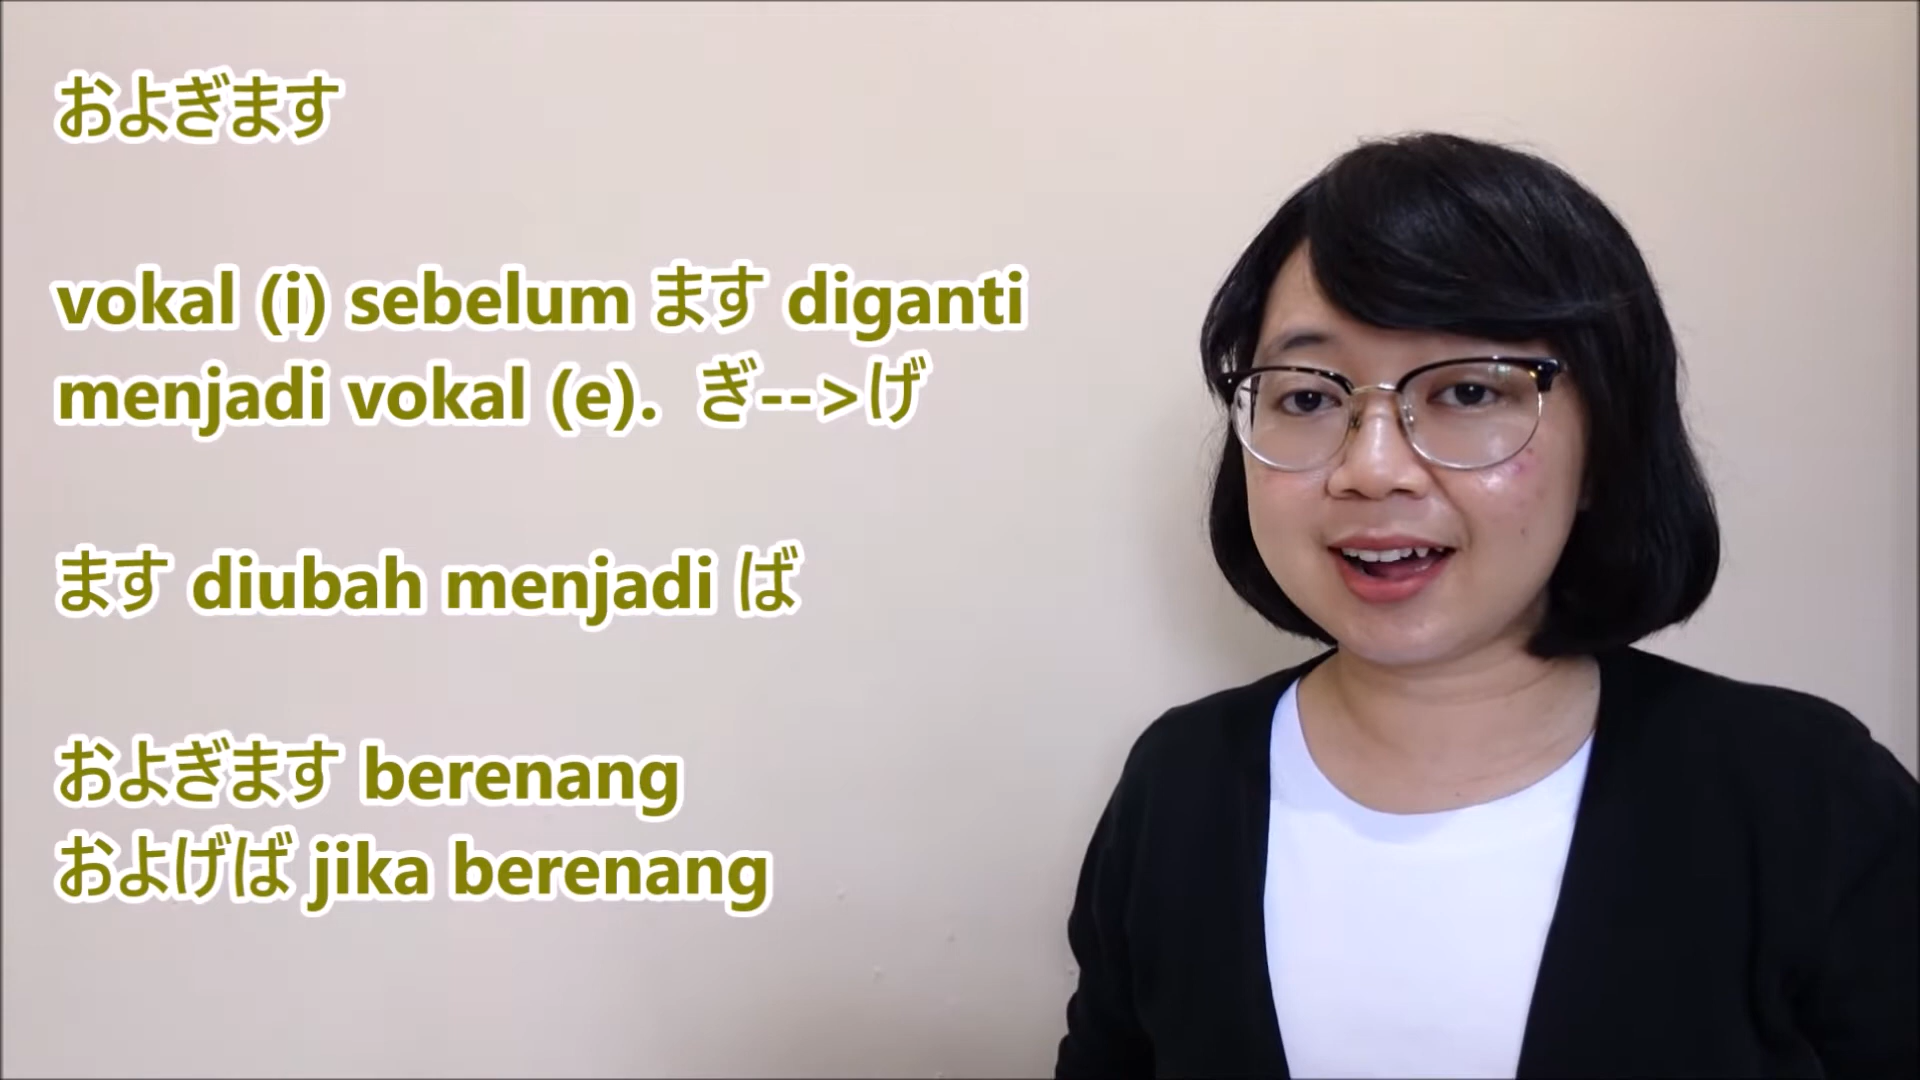 およぎます
vokal (i) sebelum ます diganti
menjadi vokal (e). ぎ-->げ
ます diubah menjadi ば
およぎます berenang
およげば jika berenang